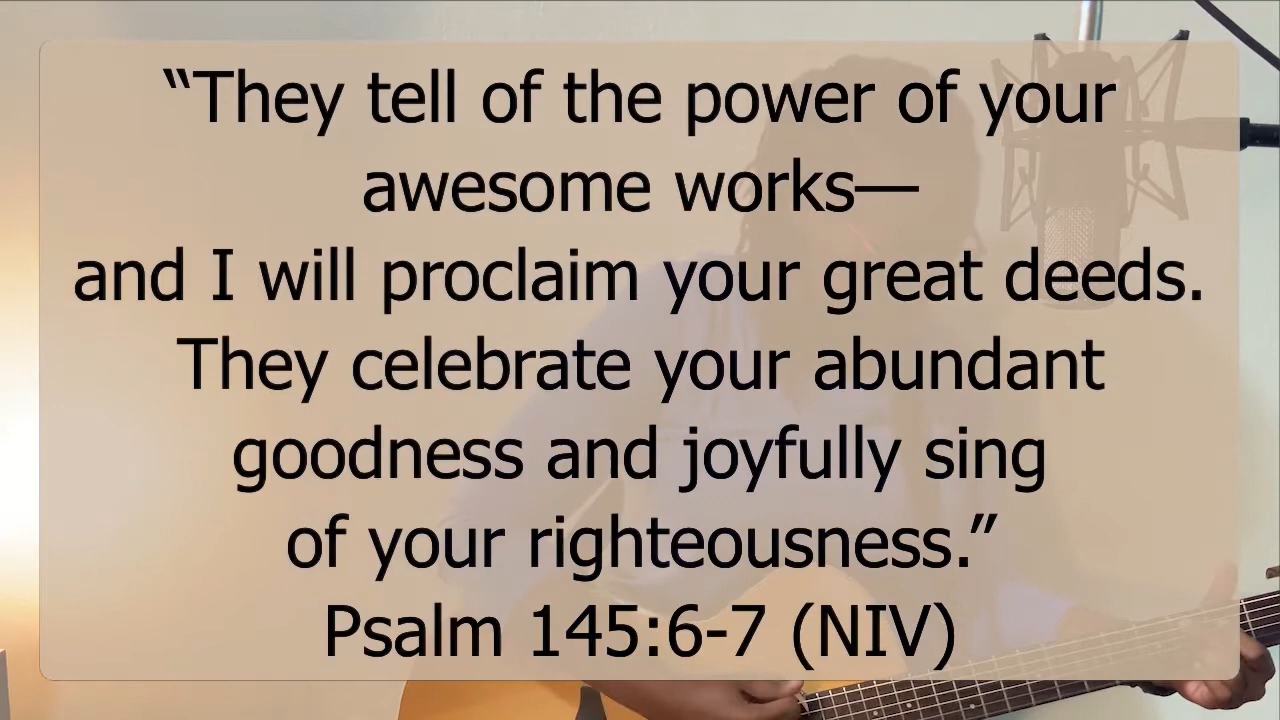 “They tell of the power of your
awesome works—
and I will proclaim your great deeds.
They celebrate your abundant
goodness and joyfully sing
of your righteousness.”
Psalm 145:6-7 (NIV)